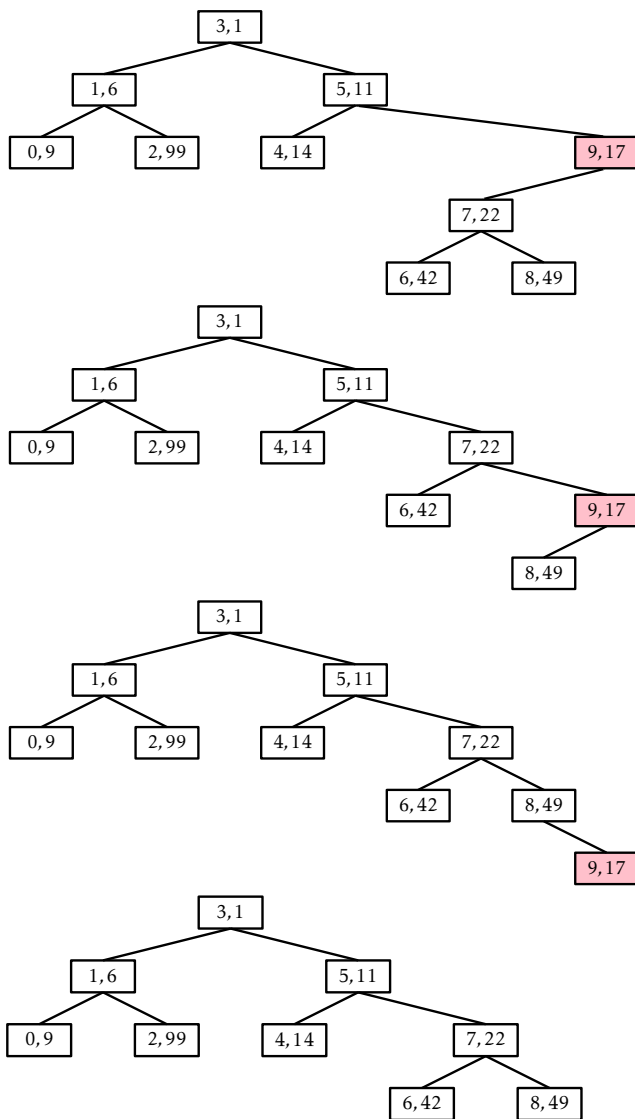 3, 1
1, 6 5, 11
0, 9 2, 99 4, 14 9, 17
7, 22
6, 42 8, 49
3, 1
1, 6 5, 11
0, 9 2, 99 4, 14 7, 22
6, 42 9, 17
8, 49
3, 1
1, 6 5, 11
0, 9 2, 99 4, 14 7, 22
6, 42 8, 49
9, 17
3, 1
1, 6 5, 11
0, 9 2, 99 4, 14 7, 22
6, 42 8, 49